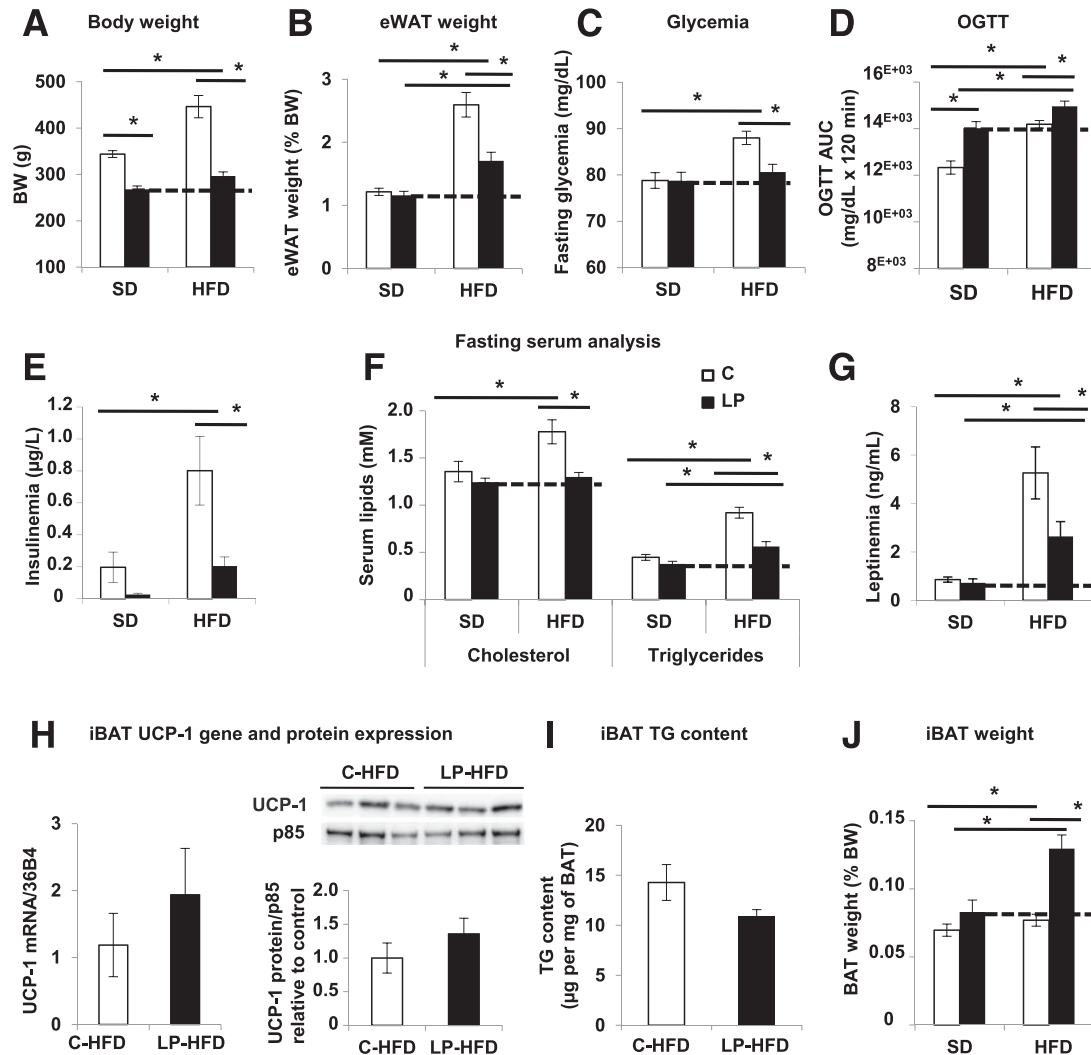 A Body weight
BW (g)
500
400
300
200
100
*
*
*
SD HFD
B eWAT weight
eWAT weight (% BW)
3
2
1
0
*
*
*
SD HFD
C Glycemia
Fasting glycemia (mg/dL)
100
90
80
70
60
*
*
SD HFD
D OGTT
OGTT AUC
(mg/dL x 120 min)
16E+03
14E+03
12E+03
10E+03
8E+03
*
*
*
*
SD HFD
Fasting serum analysis
E
Insulinemia (µg/L)
1.2
1.0
0.8
0.6
0.4
0.2
0
*
*
SD HFD
F
C
LP
Serum lipids (mM)
2.0
1.5
1.0
0.5
0
*
*
*
*
*
SD HFD SD HFD
Cholesterol Triglycerides
G
Leptinemia (ng/mL)
8
6
4
2
0
*
*
*
SD HFD
H iBAT UCP-1 gene and protein expression
UCP-1 mRNA/36B4
3
2
1
0
C-HFD LP-HFD
C-HFD LP-HFD
UCP-1
p85
UCP-1 protein/p85
relative to control
2.0
1.5
1.0
0.5
0.0
C-HFD LP-HFD
I iBAT TG content
TG content
(µg per mg of BAT)
20
15
10
5
0
C-HFD LP-HFD
J iBAT weight
BAT weight (% BW)
0.15
0.10
0.05
0
*
*
*
SD HFD